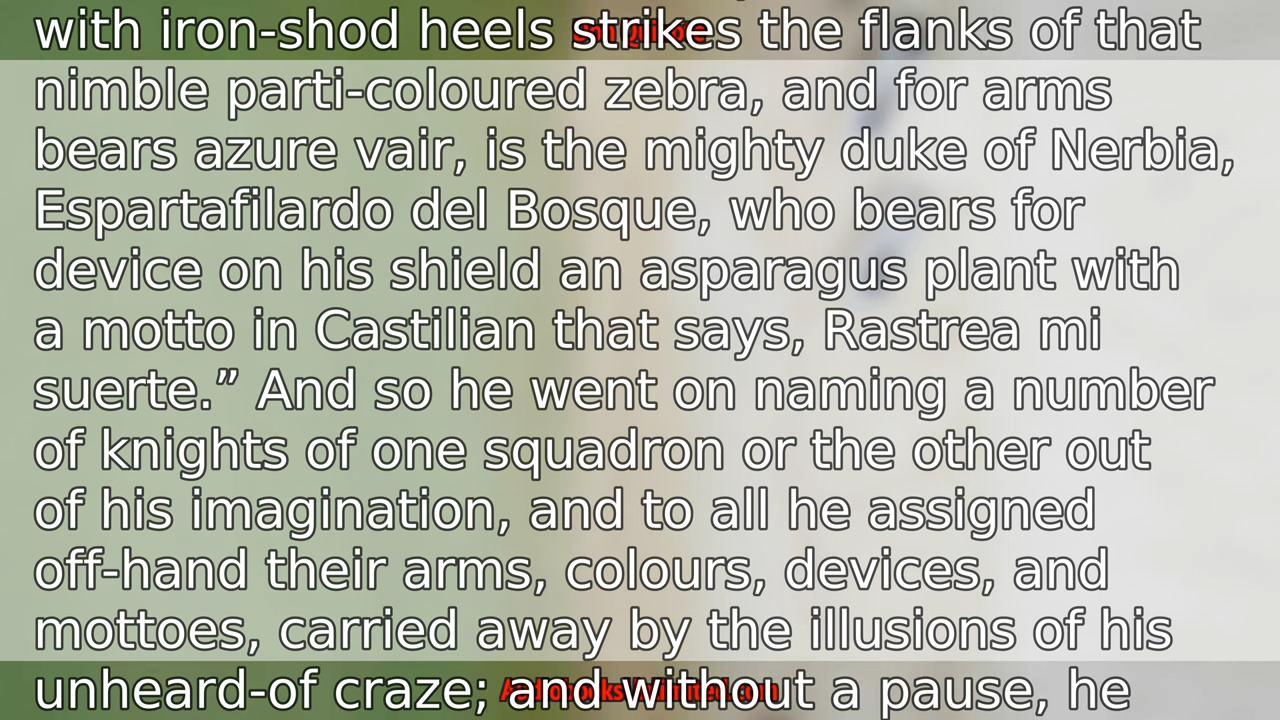 with iron-shod heels strikes the flanks of that
nimble parti-coloured zebra, and for arms
bears azure vair, is the mighty duke of Nerbia,
Espartafilardo del Bosque, who bears for
device on his shield an asparagus plant with
a motto in Castilian that says, Rastrea mi
suerte.” And so he went on naming a number
of knights of one squadron or the other out
of his imagination, and to all he assigned
off-hand their arms, colours, devices, and
mottoes, carried away by the illusions of his
unheard-of craze; and without a pause, he